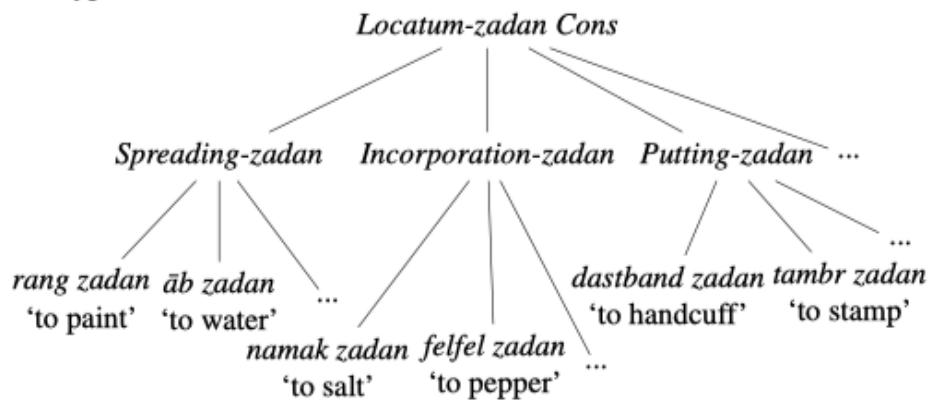 Locatum-zadan Cons
Spreading-zadan Incorporation-zadan Putting-zadan ...
...
rang zadan āb zadan ... dastband zadan tambr zadan
‘to paint’ ‘to water’ ‘to handcuff’ ‘to stamp’
namak zadan felfel zadan ...
‘to salt’ ‘to pepper’